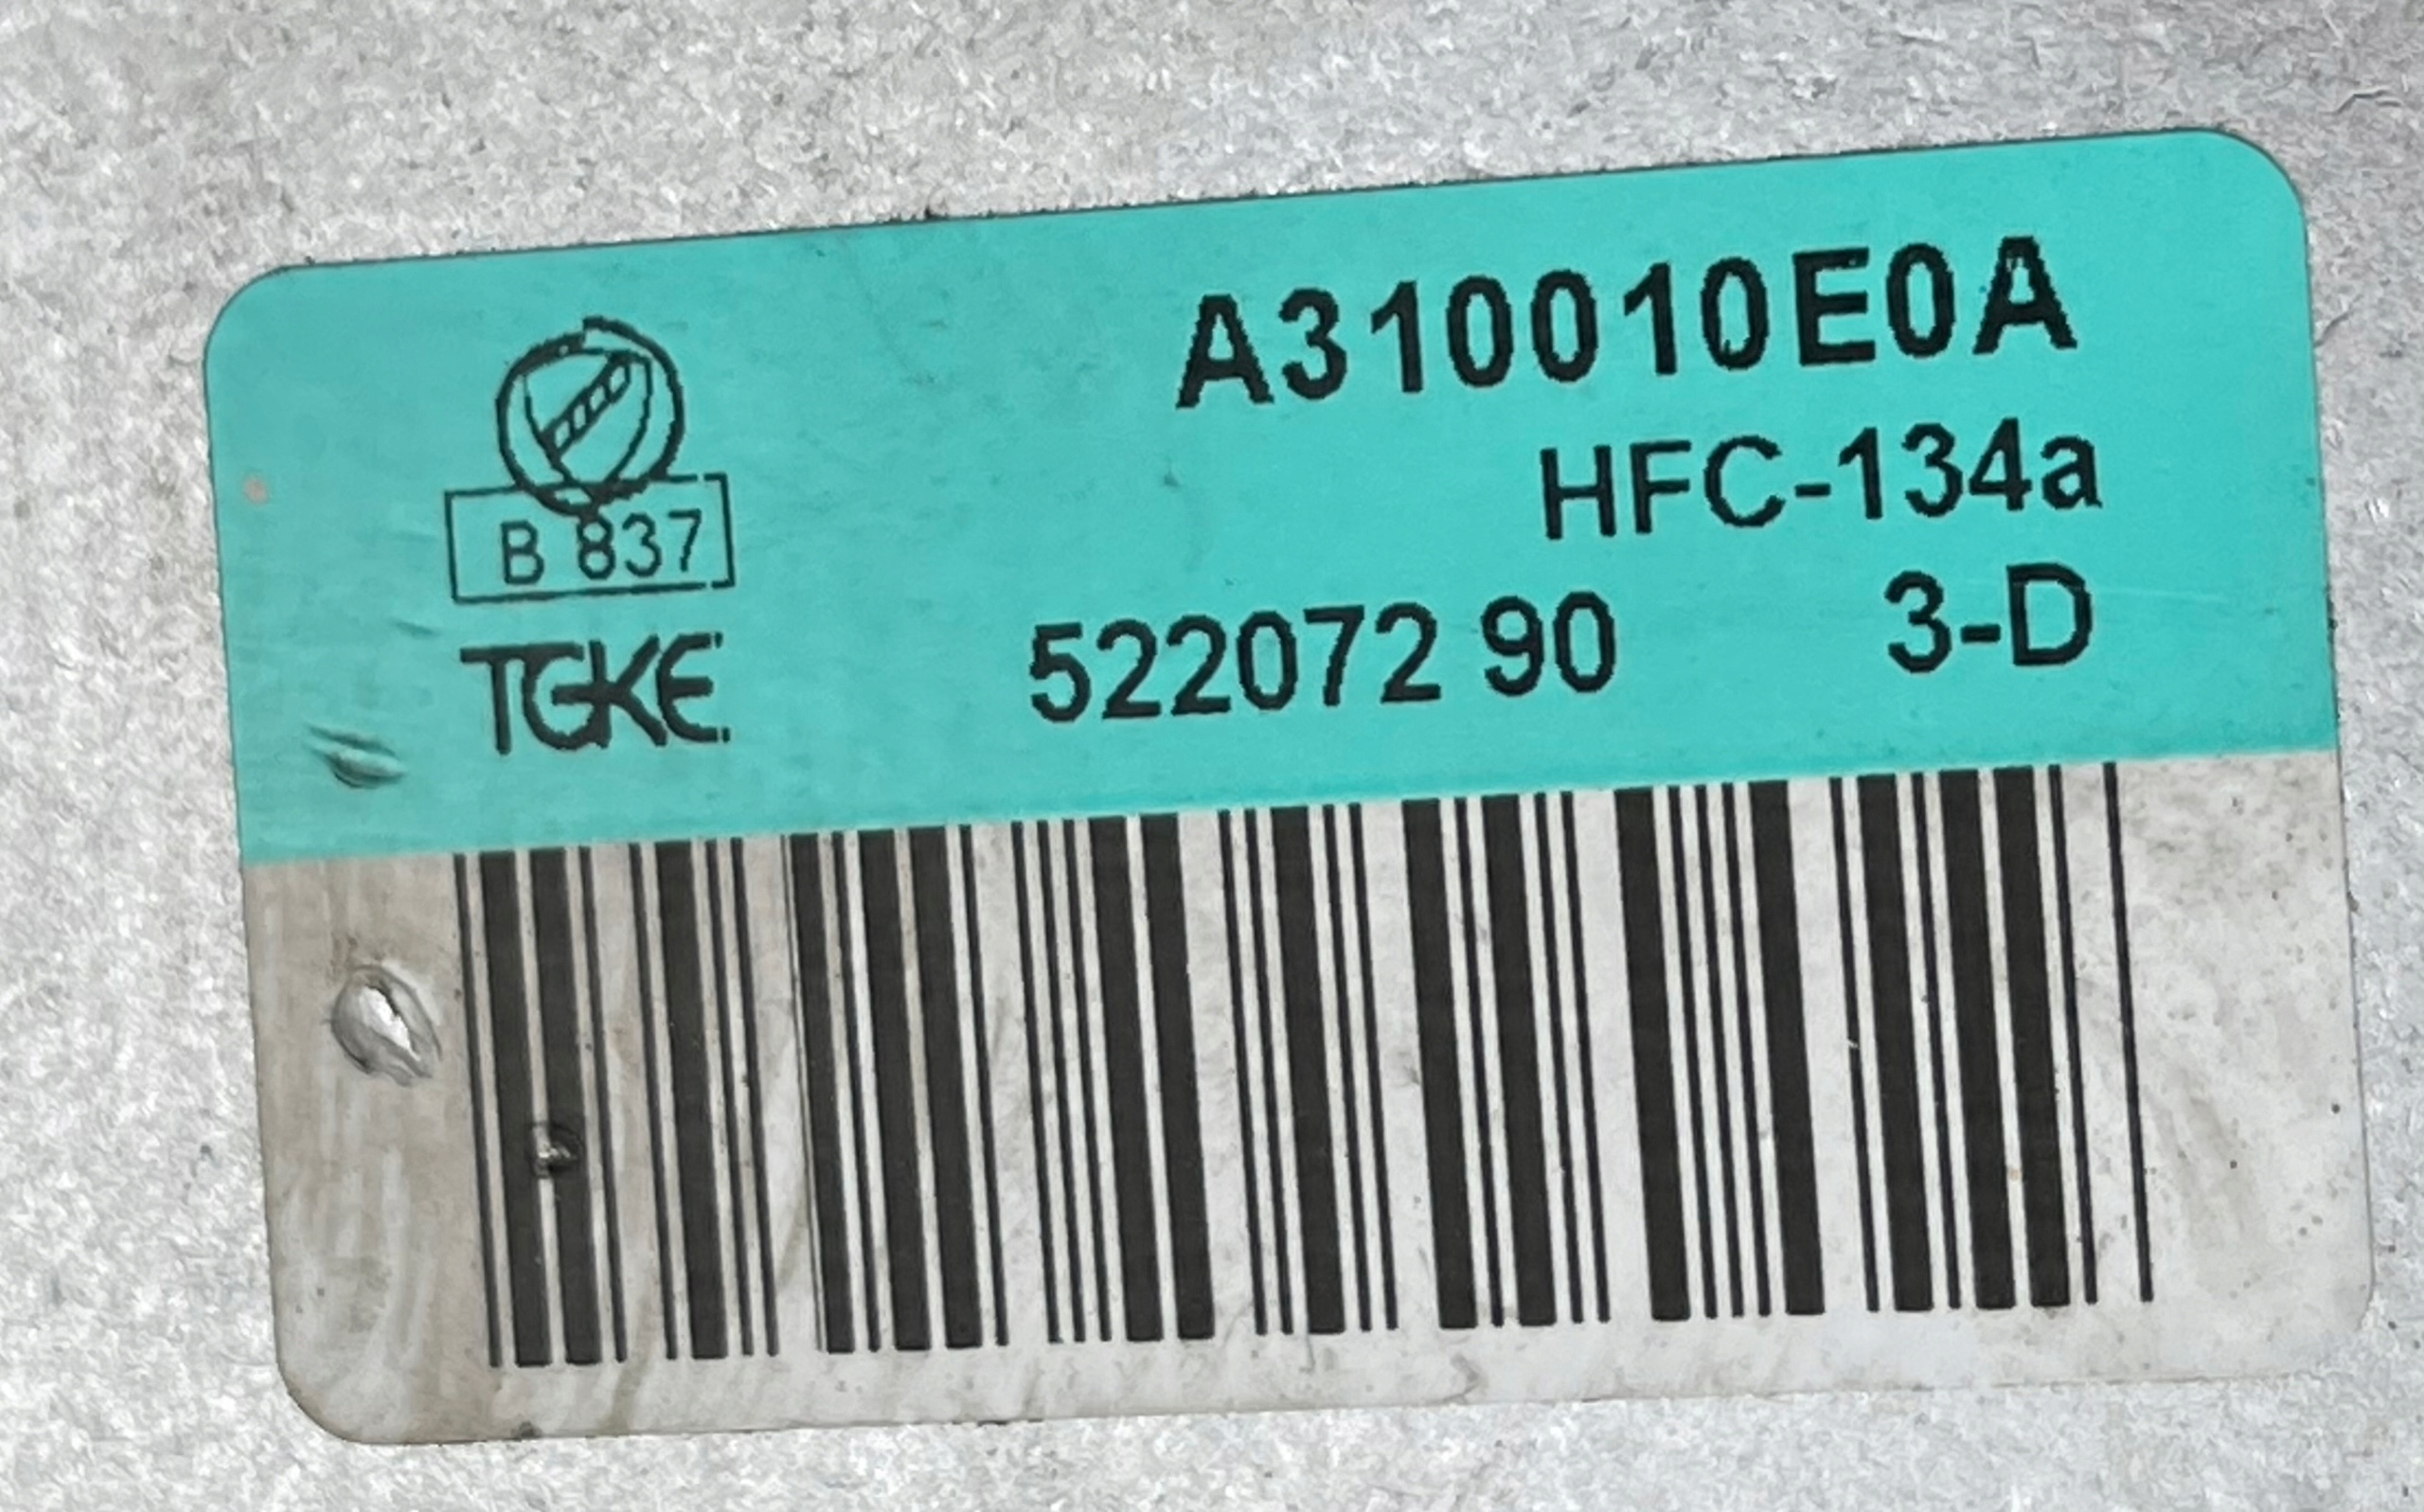 A310010E0A
HFC-134a
B 837
522072 90 3-D
TGKE